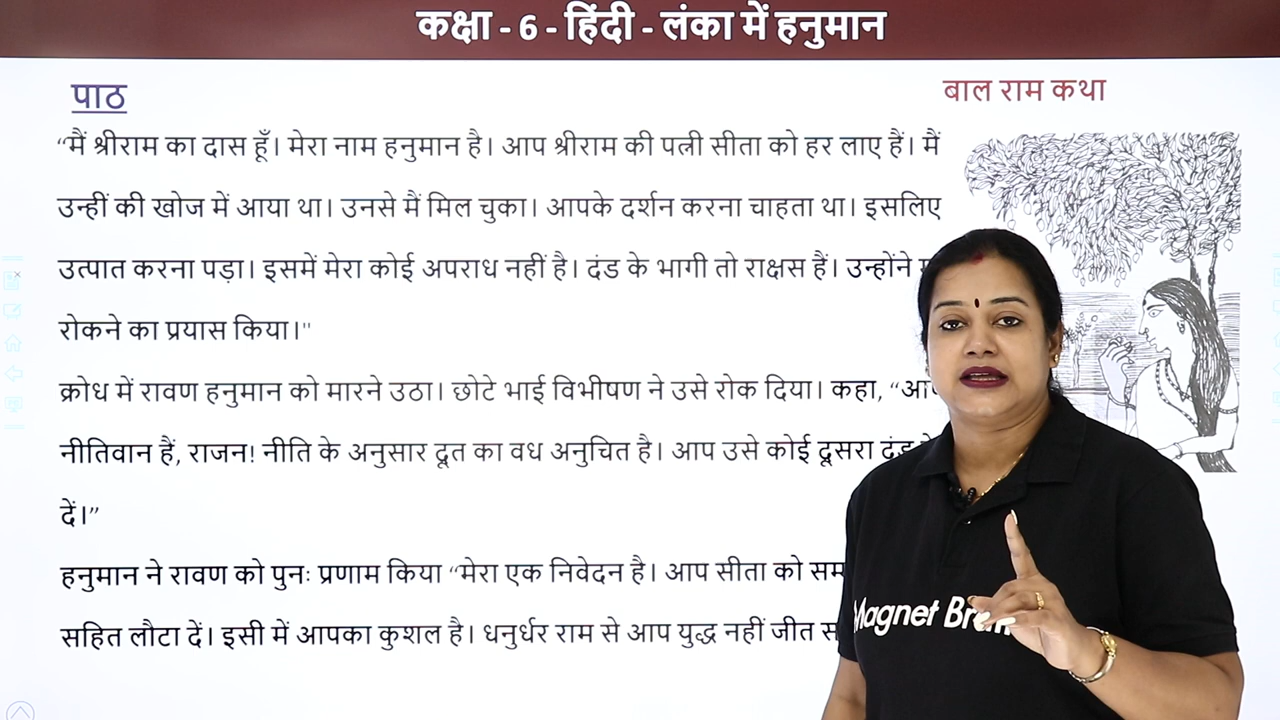 कक्षा - 6 - हिंदी - लंका में हनुमान
पाठ
बाल राम कथा
“मैं श्रीराम का दास हूँ। मेरा नाम हनुमान है। आप श्रीराम की पत्नी सीता को हर लाए हैं। मैं
उन्हीं की खोज में आया था। उनसे मैं मिल चुका। आपके दर्शन करना चाहता था। इसलिए
उत्पात करना पड़ा। इसमें मेरा कोई अपराध नहीं है। दंड के भागी तो राक्षस हैं। उन्होंने
रोकने का प्रयास किया।"
क्रोध में रावण हनुमान को मारने उठा। छोटे भाई विभीषण ने उसे रोक दिया। कहा,
नीतिवान हैं, राजन! नीति के अनुसार दूत का वध अनुचित है। आप उसे कोई दूसरा दंड
दें।”
हनुमान ने रावण को पुनः प्रणाम किया “मेरा एक निवेदन है। आप सीता को
सहित लौटा दें। इसी में आपका कुशल है। धनुर्धर राम से आप युद्ध नहीं जीत
Magnet